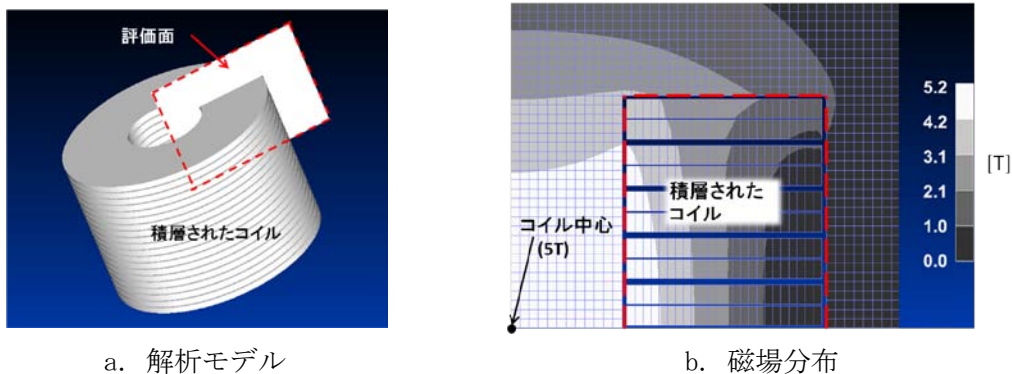 評価面
積層されたコイル
a. 解析モデル
コイル中心
(5T)
積層された
コイル
5.2
4.2
3.1
2.1
1.0
0.0
[T]
b. 磁場分布